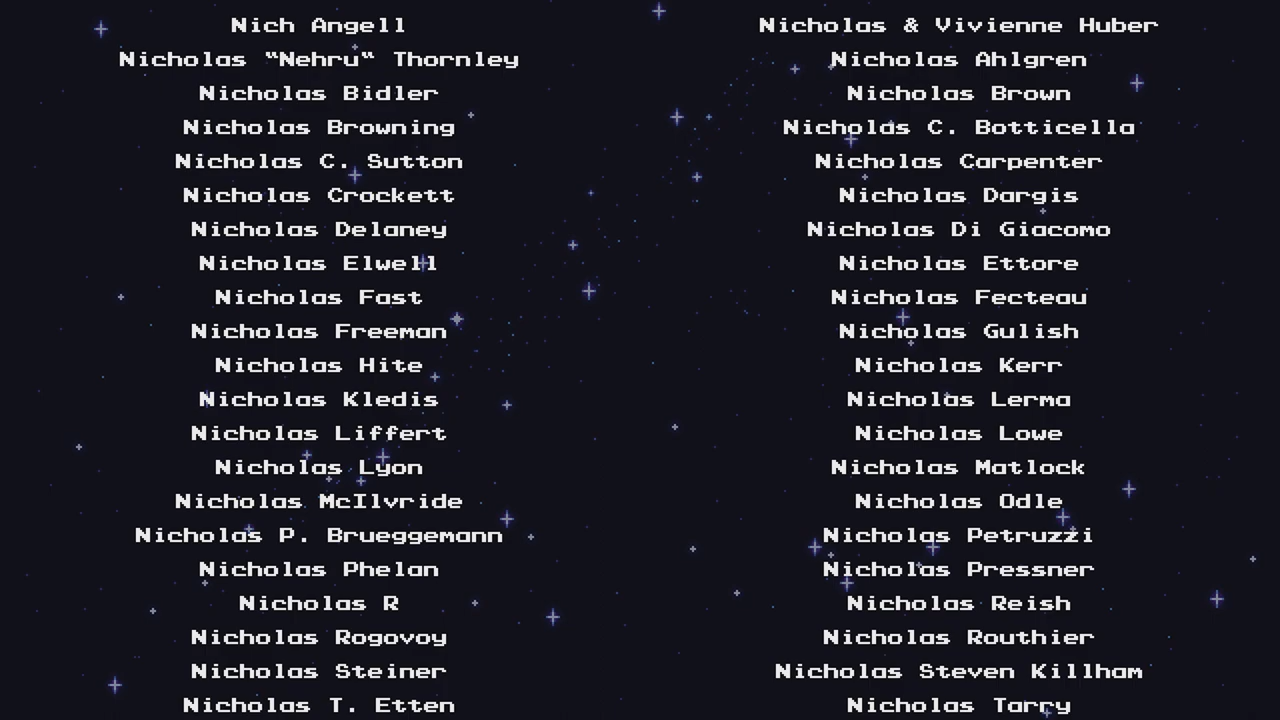 Nich Angell
Nicholas "Nehru" Thornley
Nicholas Bidler
Nicholas Browning
Nicholas C. Sutton
Nicholas Crockett
Nicholas Delaney
Nicholas Elwell
Nicholas Fast
Nicholas Freeman
Nicholas Hite
Nicholas Kledis
Nicholas Liffert
Nicholas Lyon
Nicholas McIlvride
Nicholas P. Brueggemann
Nicholas Phelan
Nicholas R
Nicholas Rogovoy
Nicholas Steiner
Nicholas T. Etten
Nicholas & Vivienne Huber
Nicholas Ahlgren
Nicholas Brown
Nicholas C. Botticella
Nicholas Carpenter
Nicholas Dargis
Nicholas Di Giacomo
Nicholas Ettore
Nicholas Fecteau
Nicholas Gulish
Nicholas Kerr
Nicholas Lerma
Nicholas Lowe
Nicholas Matlock
Nicholas Odle
Nicholas Petruzzi
Nicholas Pressner
Nicholas Reish
Nicholas Routhier
Nicholas Steven Killham
Nicholas Tarry